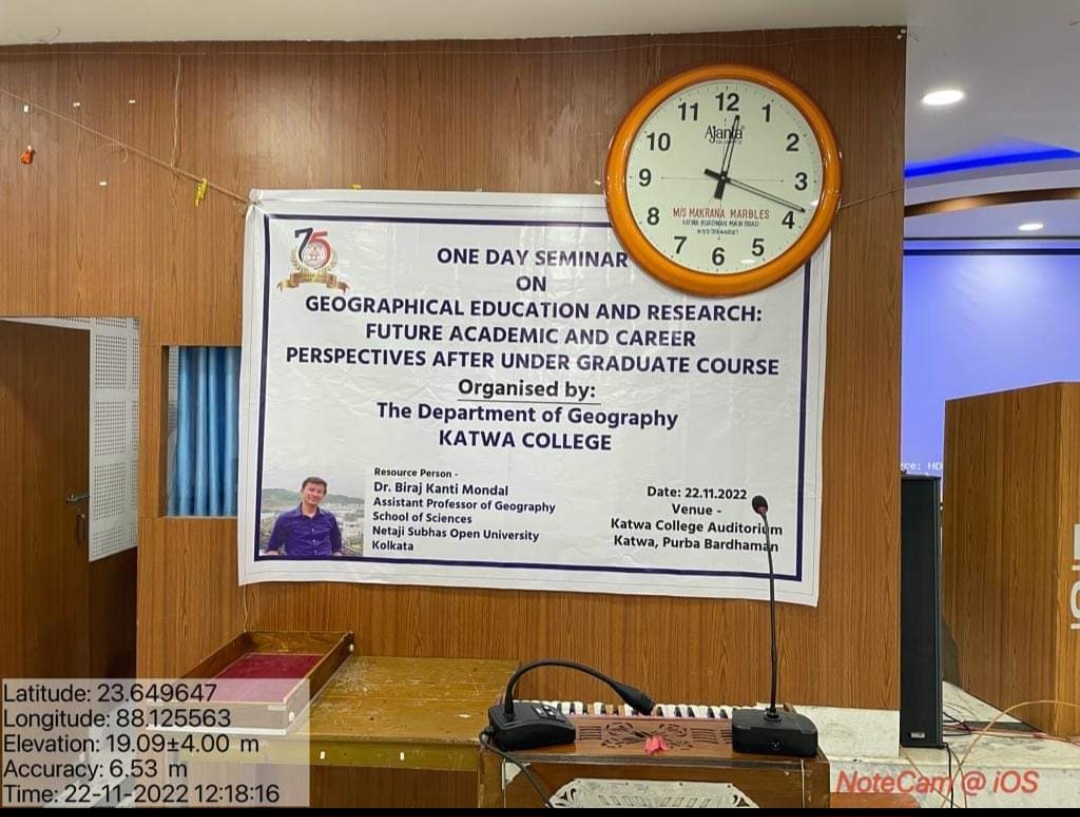 12
11
1
10
2
9
3
8
4
7
5
6
Ajanta
M/S MAKRANA MARBLES
75
ONE DAY SEMINAR
ON
GEOGRAPHICAL EDUCATION AND RESEARCH:
FUTURE ACADEMIC AND CAREER
PERSPECTIVES AFTER UNDER GRADUATE COURSE
Organised by:
The Department of Geography
KATWA COLLEGE
Resource Person -
Dr. Biraj Kanti Mondal
Assistant Professor of Geography
School of Sciences
Netaji Subhas Open University
Kolkata
Date: 22.11.2022
Venue -
Katwa College Auditorium
Katwa, Purba Bardhaman
Latitude: 23.649647
Longitude: 88.125563
Elevation: 19.09±4.00 m
Accuracy: 6.53 m
Time: 22-11-2022 12:18:16
NoteCam @ iOS